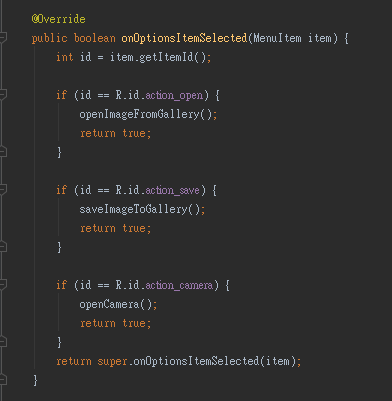 @Override
public boolean onOptionsItemSelected(MenuItem item) {
    int id = item.getItemId();
    if (id == R.id.action_open) {
        openImageFromGallery();
        return true;
    }
    if (id == R.id.action_save) {
        saveImageToGallery();
        return true;
    }
    if (id == R.id.action_camera) {
        openCamera();
        return true;
    }
    return super.onOptionsItemSelected(item);
}